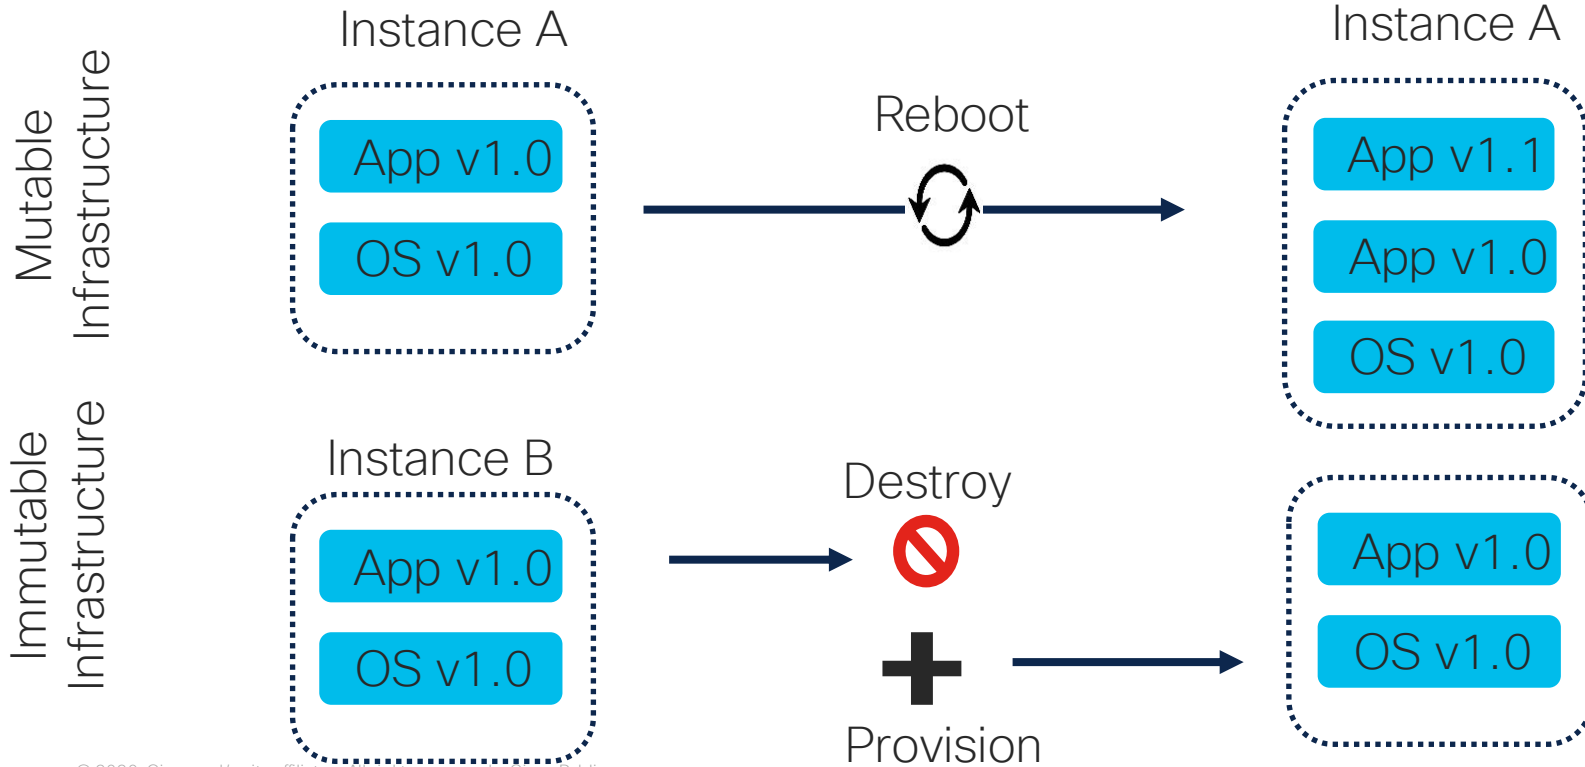 Instance A
Instance A
Mutable
Infrastructure
App v1.0
OS v1.0
Reboot
App v1.1
App v1.0
OS v1.0
Immutable
Infrastructure
Instance B
App v1.0
OS v1.0
Destroy
Provision
App v1.0
OS v1.0